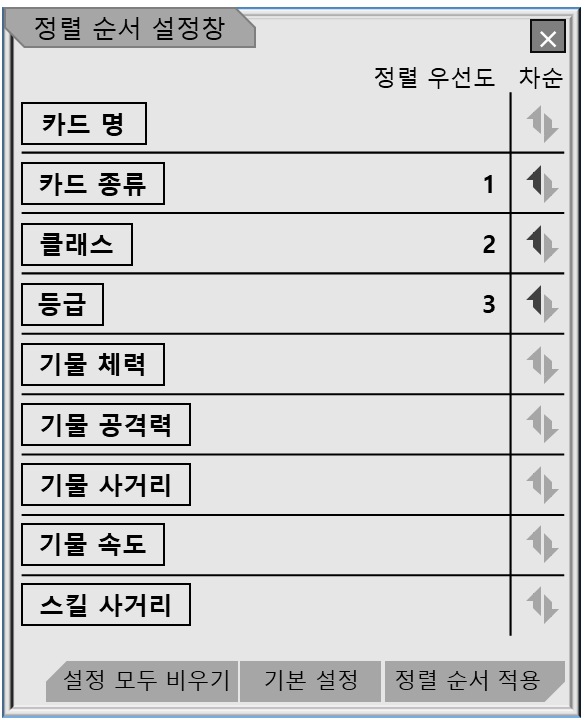 정렬 순서 설정창
정렬 우선도 차순
카드 명
카드 종류 1
클래스 2
등급 3
기물 체력
기물 공격력
기물 사거리
기물 속도
스킬 사거리
설정 모두 비우기 기본 설정 정렬 순서 적용